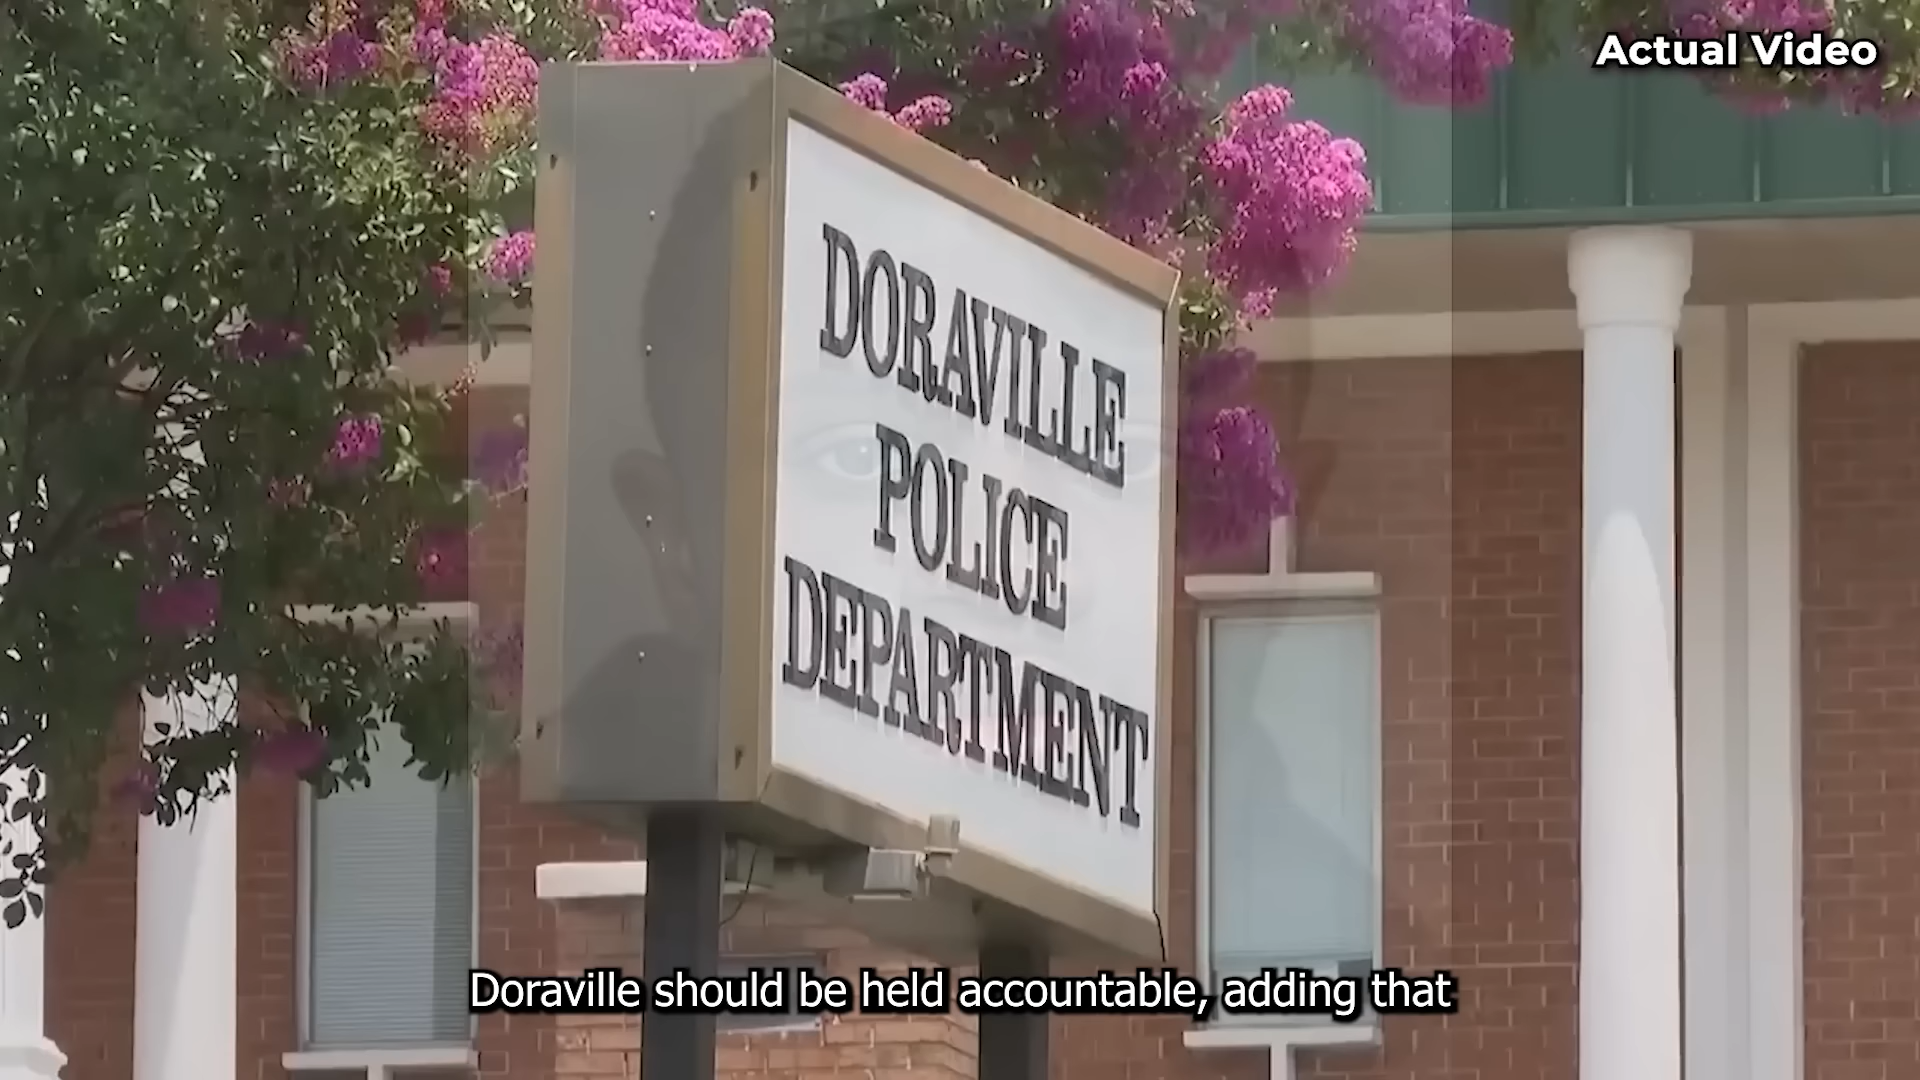 Actual Video
DORAVILLE
POLICE
DEPARTMENT
Doraville should be held accountable, adding that